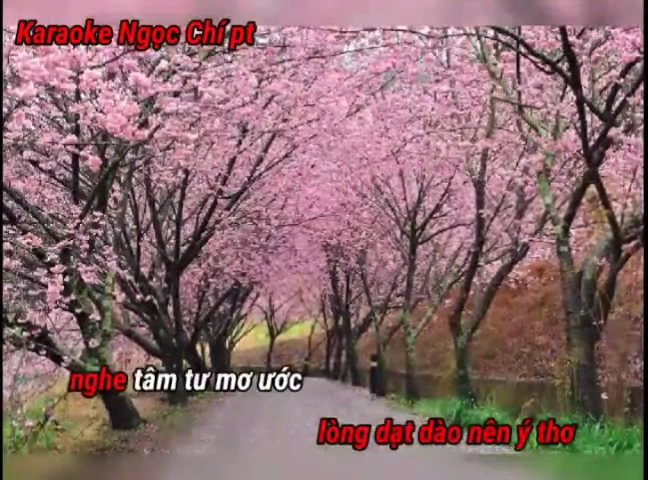 Karaoke Ngọc Chí pt
nghe tâm tư mơ ước
lòng dạt dào nên ý thơ